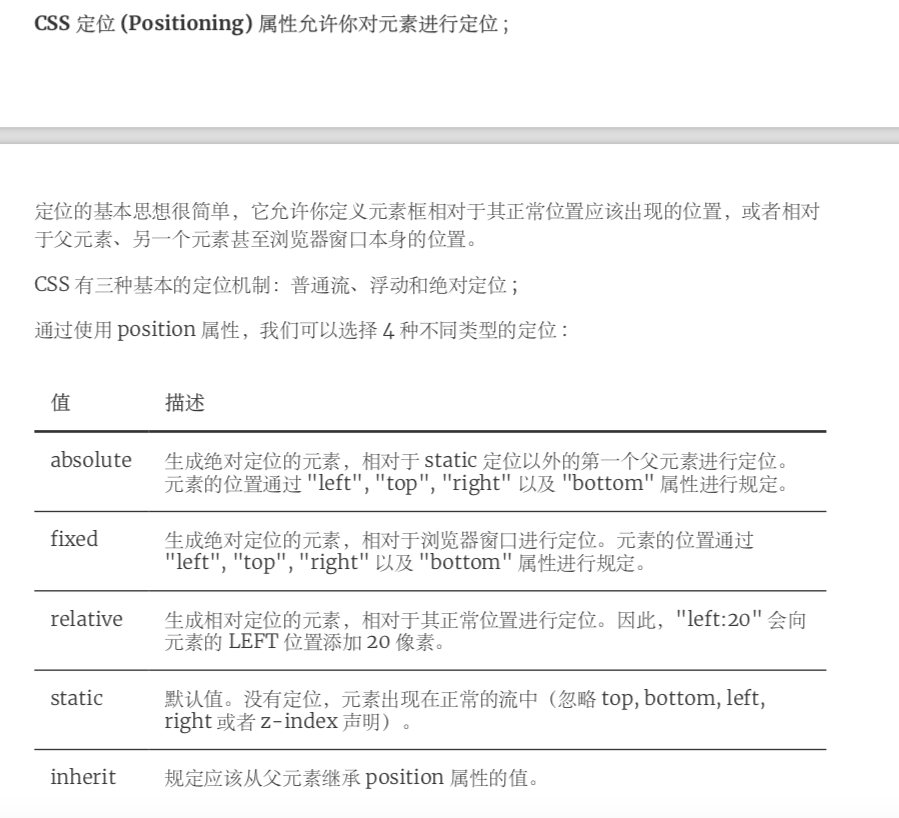 CSS 定位 (Positioning) 属性允许你对元素进行定位；
定位的基本思想很简单，它允许你定义元素框相对于其正常位置应该出现的位置，或者相对
于父元素、另一个元素甚至浏览器窗口本身的位置。
CSS 有三种基本的定位机制：普通流、浮动和绝对定位；
通过使用 position 属性，我们可以选择 4 种不同类型的定位：
值 描述
absolute 生成绝对定位的元素，相对于 static 定位以外的第一个父元素进行定位。
元素的位置通过 "left", "top", "right" 以及 "bottom" 属性进行规定。
fixed 生成绝对定位的元素，相对于浏览器窗口进行定位。元素的位置通过
"left", "top", "right" 以及 "bottom" 属性进行规定。
relative 生成相对定位的元素，相对于其正常位置进行定位。因此，"left:20" 会向
元素的 LEFT 位置添加 20 像素。
static 默认值。没有定位，元素出现在正常的流中（忽略 top, bottom, left,
right 或者 z-index 声明）。
inherit 规定应该从父元素继承 position 属性的值。